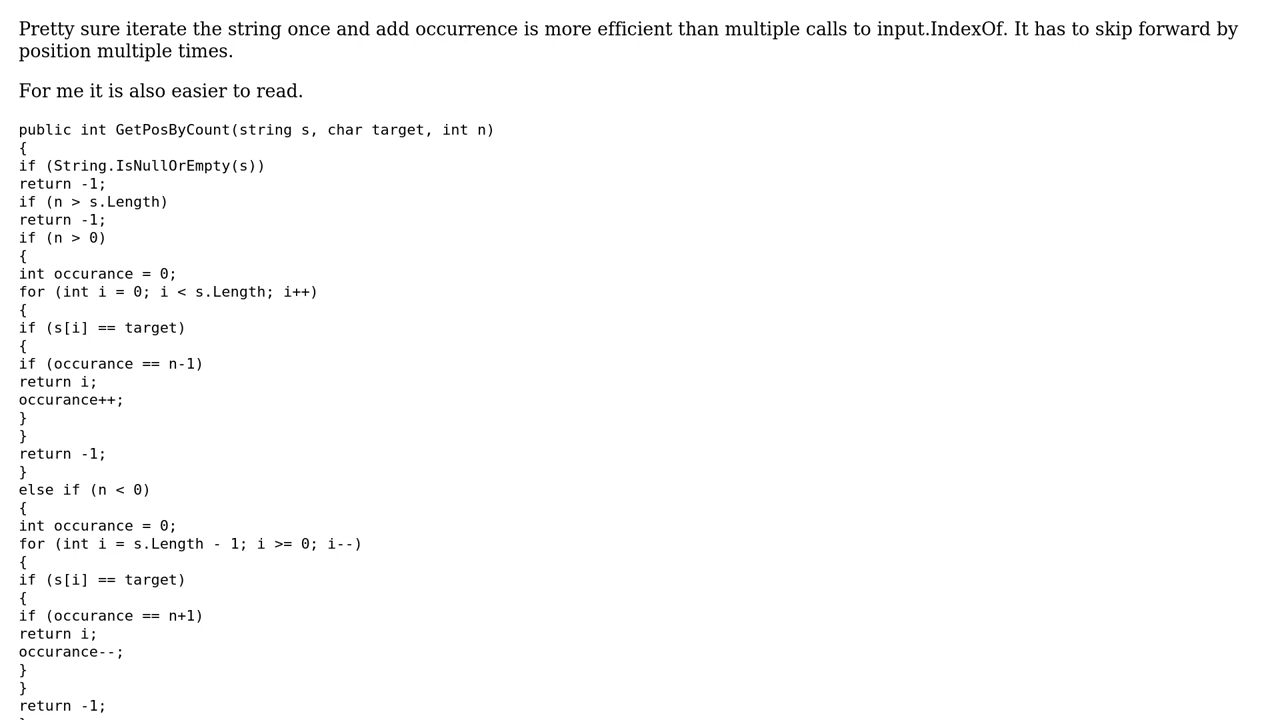 Pretty sure iterate the string once and add occurrence is more efficient than multiple calls to input.IndexOf. It has to skip forward by
position multiple times.
For me it is also easier to read.
public int GetPosByCount(string s, char target, int n)
{
if (String.IsNullOrEmpty(s))
return -1;
if (n > s.Length)
return -1;
if (n > 0)
{
int occurance = 0;
for (int i = 0; i < s.Length; i++)
{
if (s[i] == target)
{
if (occurance == n-1)
return i;
occurance++;
}
}
return -1;
}
else if (n < 0)
{
int occurance = 0;
for (int i = s.Length - 1; i >= 0; i--)
{
if (s[i] == target)
{
if (occurance == n+1)
return i;
occurance--;
}
}
return -1;
}